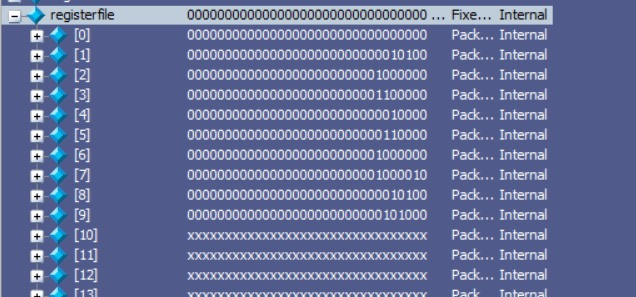 registerfile 00000000000000000000000000000000 ... Fixe... Internal
[0] 00000000000000000000000000000000 Pack... Internal
[1] 00000000000000000000000000010100 Pack... Internal
[2] 00000000000000000000000001000000 Pack... Internal
[3] 00000000000000000000000001100000 Pack... Internal
[4] 00000000000000000000000000010000 Pack... Internal
[5] 00000000000000000000000000110000 Pack... Internal
[6] 00000000000000000000000001000000 Pack... Internal
[7] 00000000000000000000000001000010 Pack... Internal
[8] 00000000000000000000000000010100 Pack... Internal
[9] 00000000000000000000000000101000 Pack... Internal
[10] xxxxxxxxxxxxxxxxxxxxxxxxxxxxxxxx Pack... Internal
[11] xxxxxxxxxxxxxxxxxxxxxxxxxxxxxxxx Pack... Internal
[12] xxxxxxxxxxxxxxxxxxxxxxxxxxxxxxxx Pack... Internal
[13] xxxxxxxxxxxxxxxxxxxxxxxxxxxxxxxx Pack... Internal